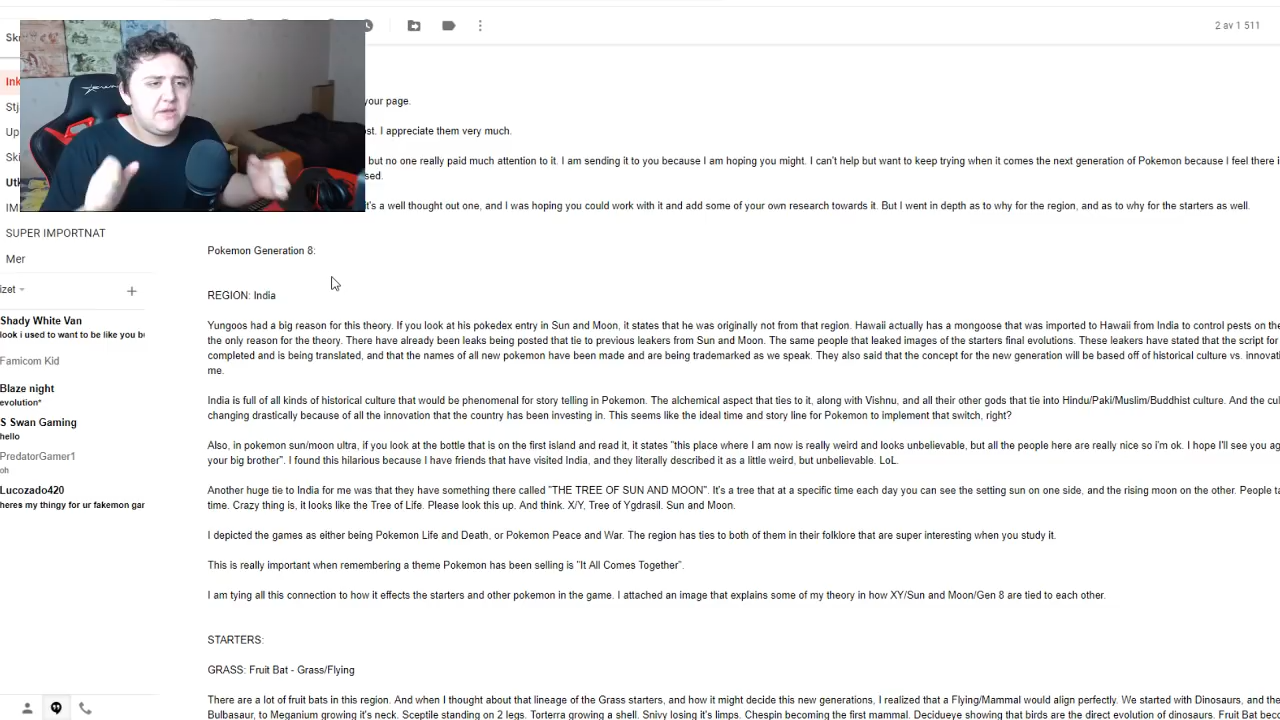 2 av 1 511
Sk
Ink
your page.
Stj
Up
st. I appreciate them very much.
Ski
but no one really paid much attention to it. I am sending it to you because I am hoping you might. I can't help but want to keep trying when it comes the next generation of Pokemon because I feel there i
sed.
Utk
IM
it's a well thought out one, and I was hoping you could work with it and add some of your own research towards it. But I went in depth as to why for the region, and as to why for the starters as well.
SUPER IMPORTNAT
Mer
Pokemon Generation 8:
izet
REGION: India
Shady White Van
look i used to want to be like you b
Famicom Kid
Blaze night
evolution*
S Swan Gaming
hello
PredatorGamer1
oh
Lucozado420
heres my thingy for ur fakemon gar
Yungoos had a big reason for this theory. If you look at his pokedex entry in Sun and Moon, it states that he was originally not from that region. Hawaii actually has a mongoose that was imported to Hawaii from India to control pests on the
the only reason for the theory. There have already been leaks being posted that tie to previous leakers from Sun and Moon. The same people that leaked images of the starters final evolutions. These leakers have stated that the script for
completed and is being translated, and that the names of all new pokemon have been made and are being trademarked as we speak. They also said that the concept for the new generation will be based off of historical culture vs. innovat
me.
India is full of all kinds of historical culture that would be phenomenal for story telling in Pokemon. The alchemical aspect that ties to it, along with Vishnu, and all their other gods that tie into Hindu/Paki/Muslim/Buddhist culture. And the cul
changing drastically because of all the innovation that the country has been investing in. This seems like the ideal time and story line for Pokemon to implement that switch, right?
Also, in pokemon sun/moon ultra, if you look at the bottle that is on the first island and read it, it states "this place where I am now is really weird and looks unbelievable, but all the people here are really nice so i'm ok. I hope I'll see you ag
your big brother". I found this hilarious because I have friends that have visited India, and they literally described it as a little weird, but unbelievable. LoL.
Another huge tie to India for me was that they have something there called "THE TREE OF SUN AND MOON". It's a tree that at a specific time each day you can see the setting sun on one side, and the rising moon on the other. People ta
time. Crazy thing is, it looks like the Tree of Life. Please look this up. And think. X/Y, Tree of Ygdrasil. Sun and Moon.
I depicted the games as either being Pokemon Life and Death, or Pokemon Peace and War. The region has ties to both of them in their folklore that are super interesting when you study it.
This is really important when remembering a theme Pokemon has been selling is "It All Comes Together".
I am tying all this connection to how it effects the starters and other pokemon in the game. I attached an image that explains some of my theory in how XY/Sun and Moon/Gen 8 are tied to each other.
STARTERS:
GRASS: Fruit Bat - Grass/Flying
There are a lot of fruit bats in this region. And when I thought about that lineage of the Grass starters, and how it might decide this new generations, I realized that a Flying/Mammal would align perfectly. We started with Dinosaurs, and the
Bulbasaur, to Meganium growing it's neck. Sceptile standing on 2 legs. Torterra growing a shell. Snivy losing it's limps. Chespin becoming the first mammal. Decidueye showing that birds are the direct evolution of dinosaurs. Fruit Bat bec